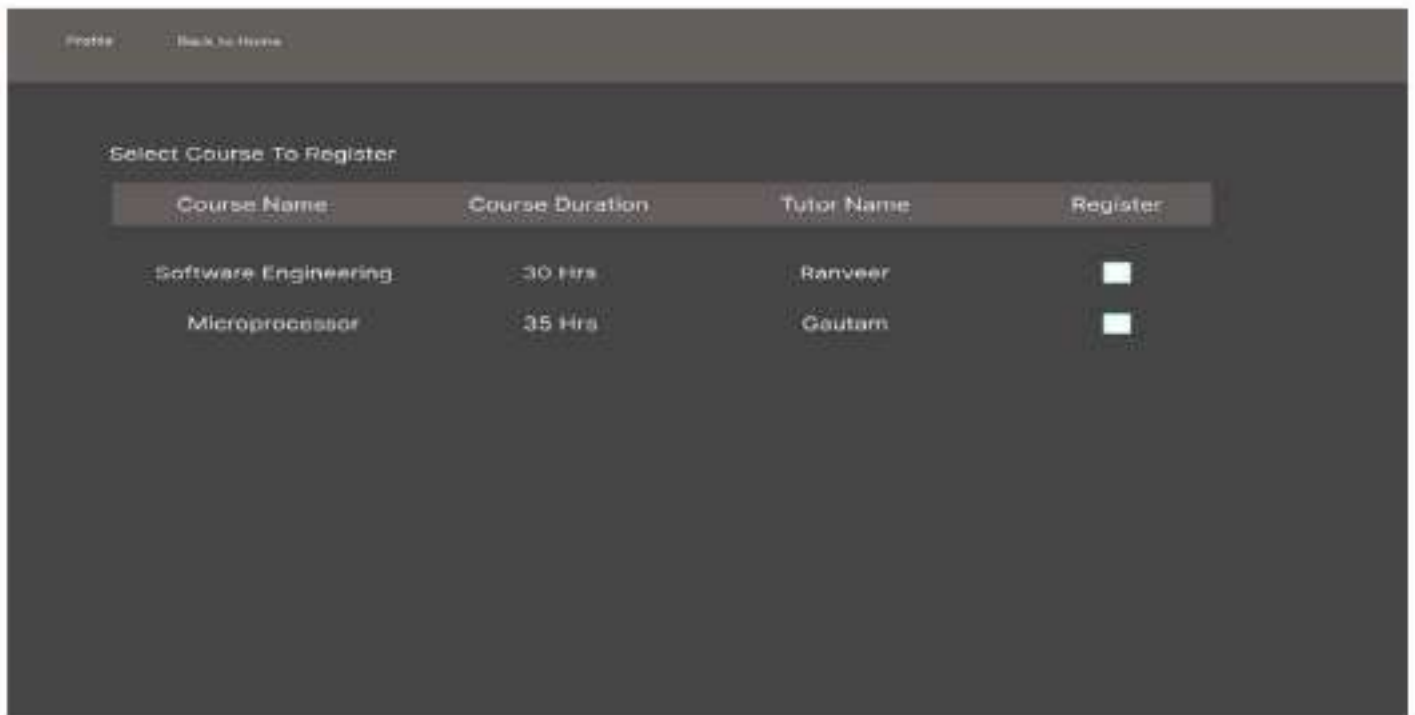 Profile Back to Home
Select Course To Register
Course Name Course Duration Tutor Name Register
Software Engineering 30 Hrs Ranveer
Microprocessor 35 Hrs Gautam